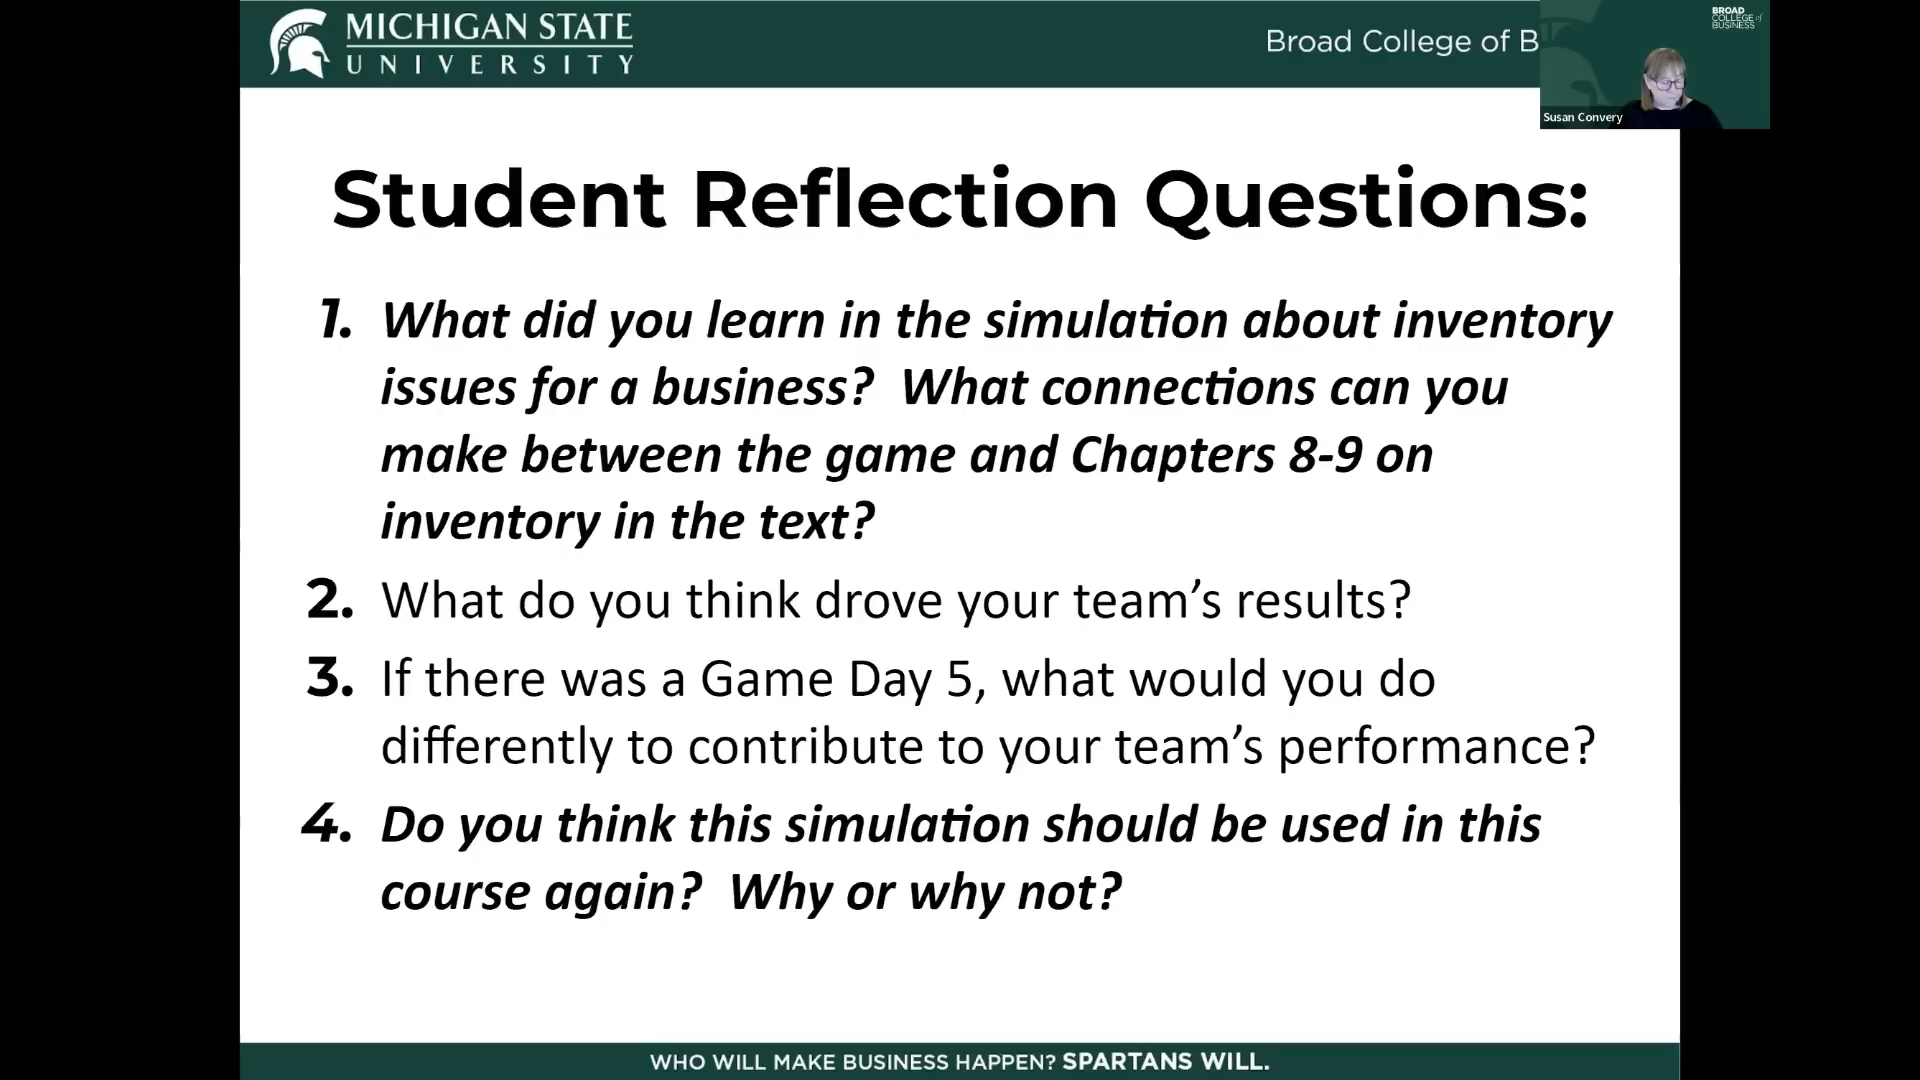 MICHIGAN STATE
UNIVERSITY
Broad College of B
BROAD
COLLEGE of
BUSINESS
Susan Convery
Student Reflection Questions:
1. What did you learn in the simulation about inventory
issues for a business?  What connections can you
make between the game and Chapters 8-9 on
inventory in the text?
2. What do you think drove your team’s results?
3. If there was a Game Day 5, what would you do
differently to contribute to your team’s performance?
4. Do you think this simulation should be used in this
course again?  Why or why not?
WHO WILL MAKE BUSINESS HAPPEN? SPARTANS WILL.